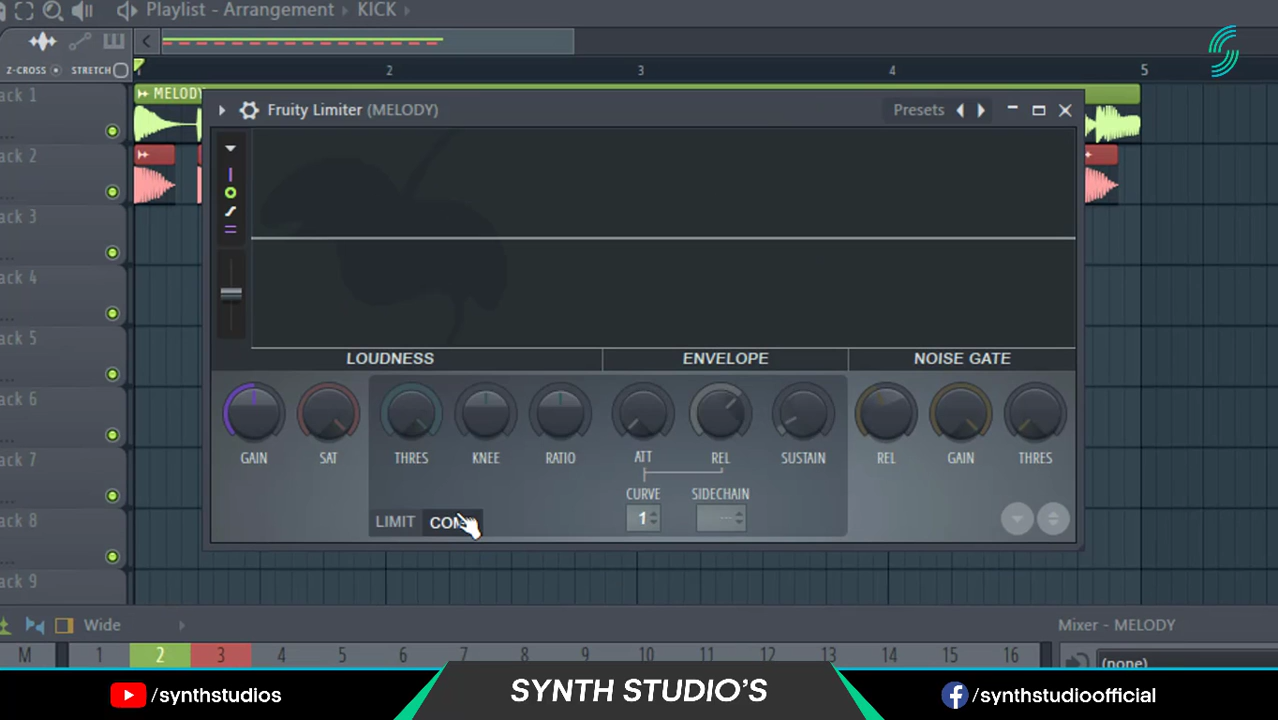 Playlist - Arrangement KICK
Z-CROSS STRETCH
1 2 3 4 5
ack 1 MELODY
ack 2
ack 3
ack 4
ack 5
ack 6
ack 7
ack 8
ack 9
Fruity Limiter (MELODY) Presets
LOUDNESS ENVELOPE NOISE GATE
GAIN SAT THRES KNEE RATIO ATT REL SUSTAIN REL GAIN THRES
CURVE SIDECHAIN
LIMIT 1 ---
Wide Mixer - MELODY
M 1 2 3 4 5 6 7 8 9 10 11 12 13 14 15 16 (none)
/synthstudios SYNTH STUDIO'S /synthstudioofficial